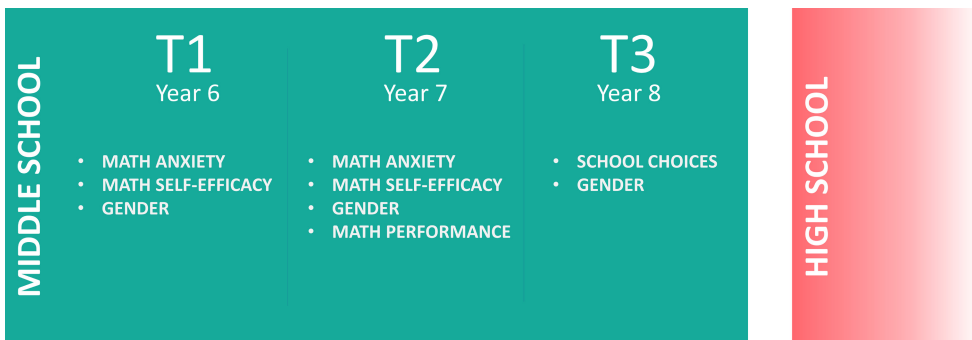 MIDDLE SCHOOL
T1
Year 6
• MATH ANXIETY
• MATH SELF-EFFICACY
• GENDER
T2
Year 7
• MATH ANXIETY
• MATH SELF-EFFICACY
• GENDER
• MATH PERFORMANCE
T3
Year 8
• SCHOOL CHOICES
• GENDER
HIGH SCHOOL